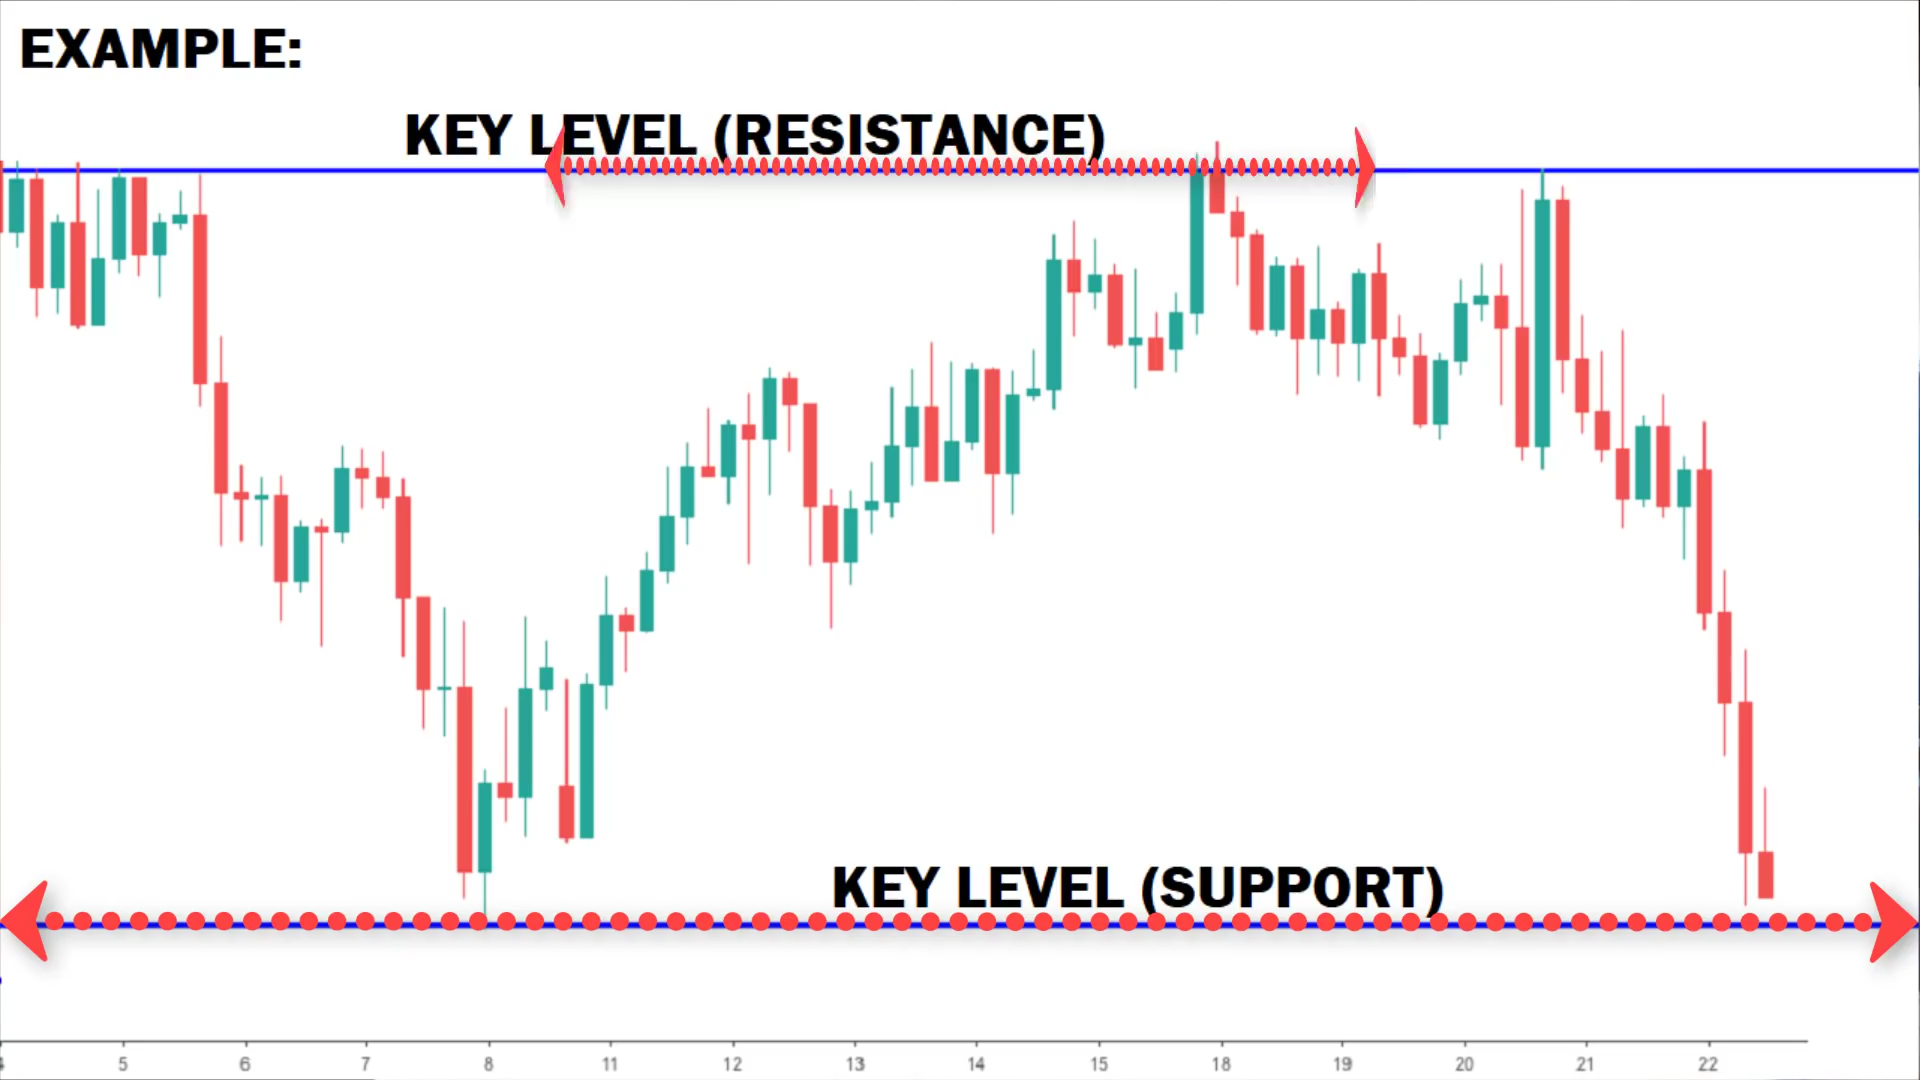 EXAMPLE:
KEY LEVEL (RESISTANCE)
KEY LEVEL (SUPPORT)
4 5 6 7 8 11 12 13 14 15 18 19 20 21 22